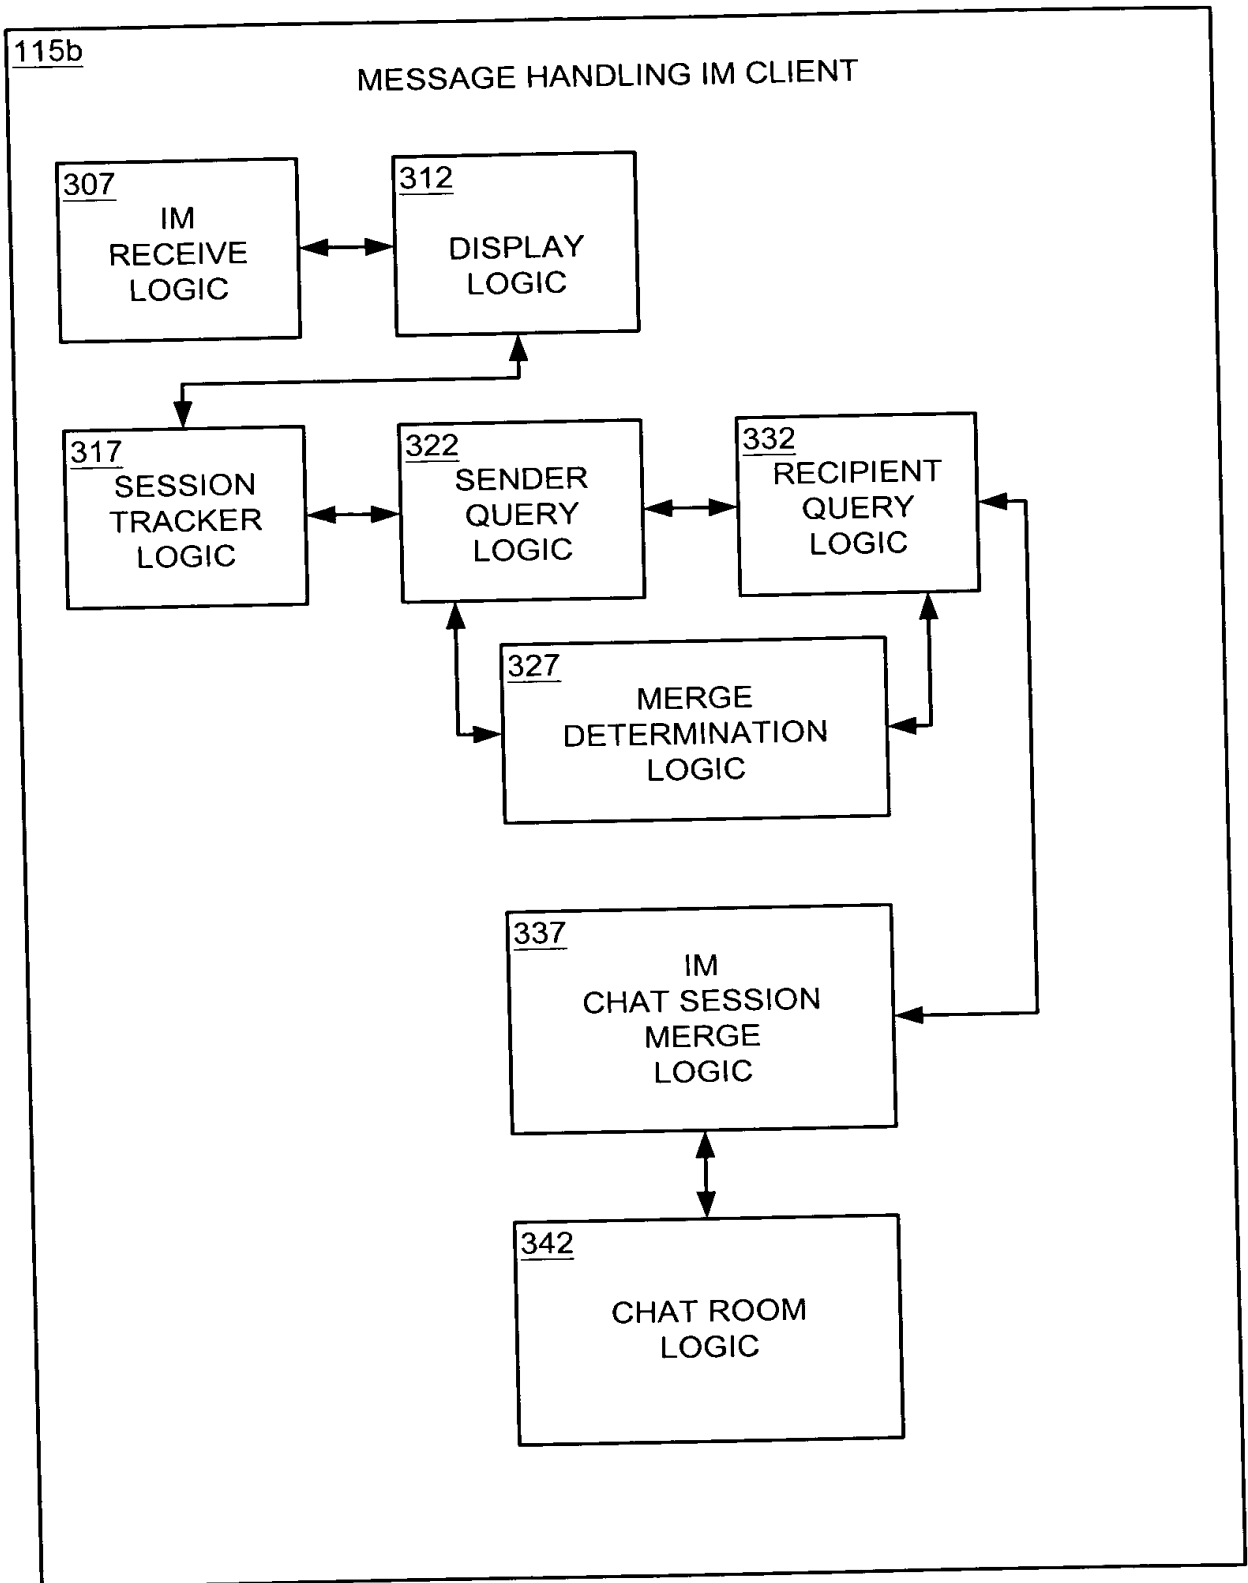 115b
MESSAGE HANDLING IM CLIENT
307
IM
RECEIVE
LOGIC
312
DISPLAY
LOGIC
317
SESSION
TRACKER
LOGIC
322
SENDER
QUERY
LOGIC
332
RECIPIENT
QUERY
LOGIC
327
MERGE
DETERMINATION
LOGIC
337
IM
CHAT SESSION
MERGE
LOGIC
342
CHAT ROOM
LOGIC